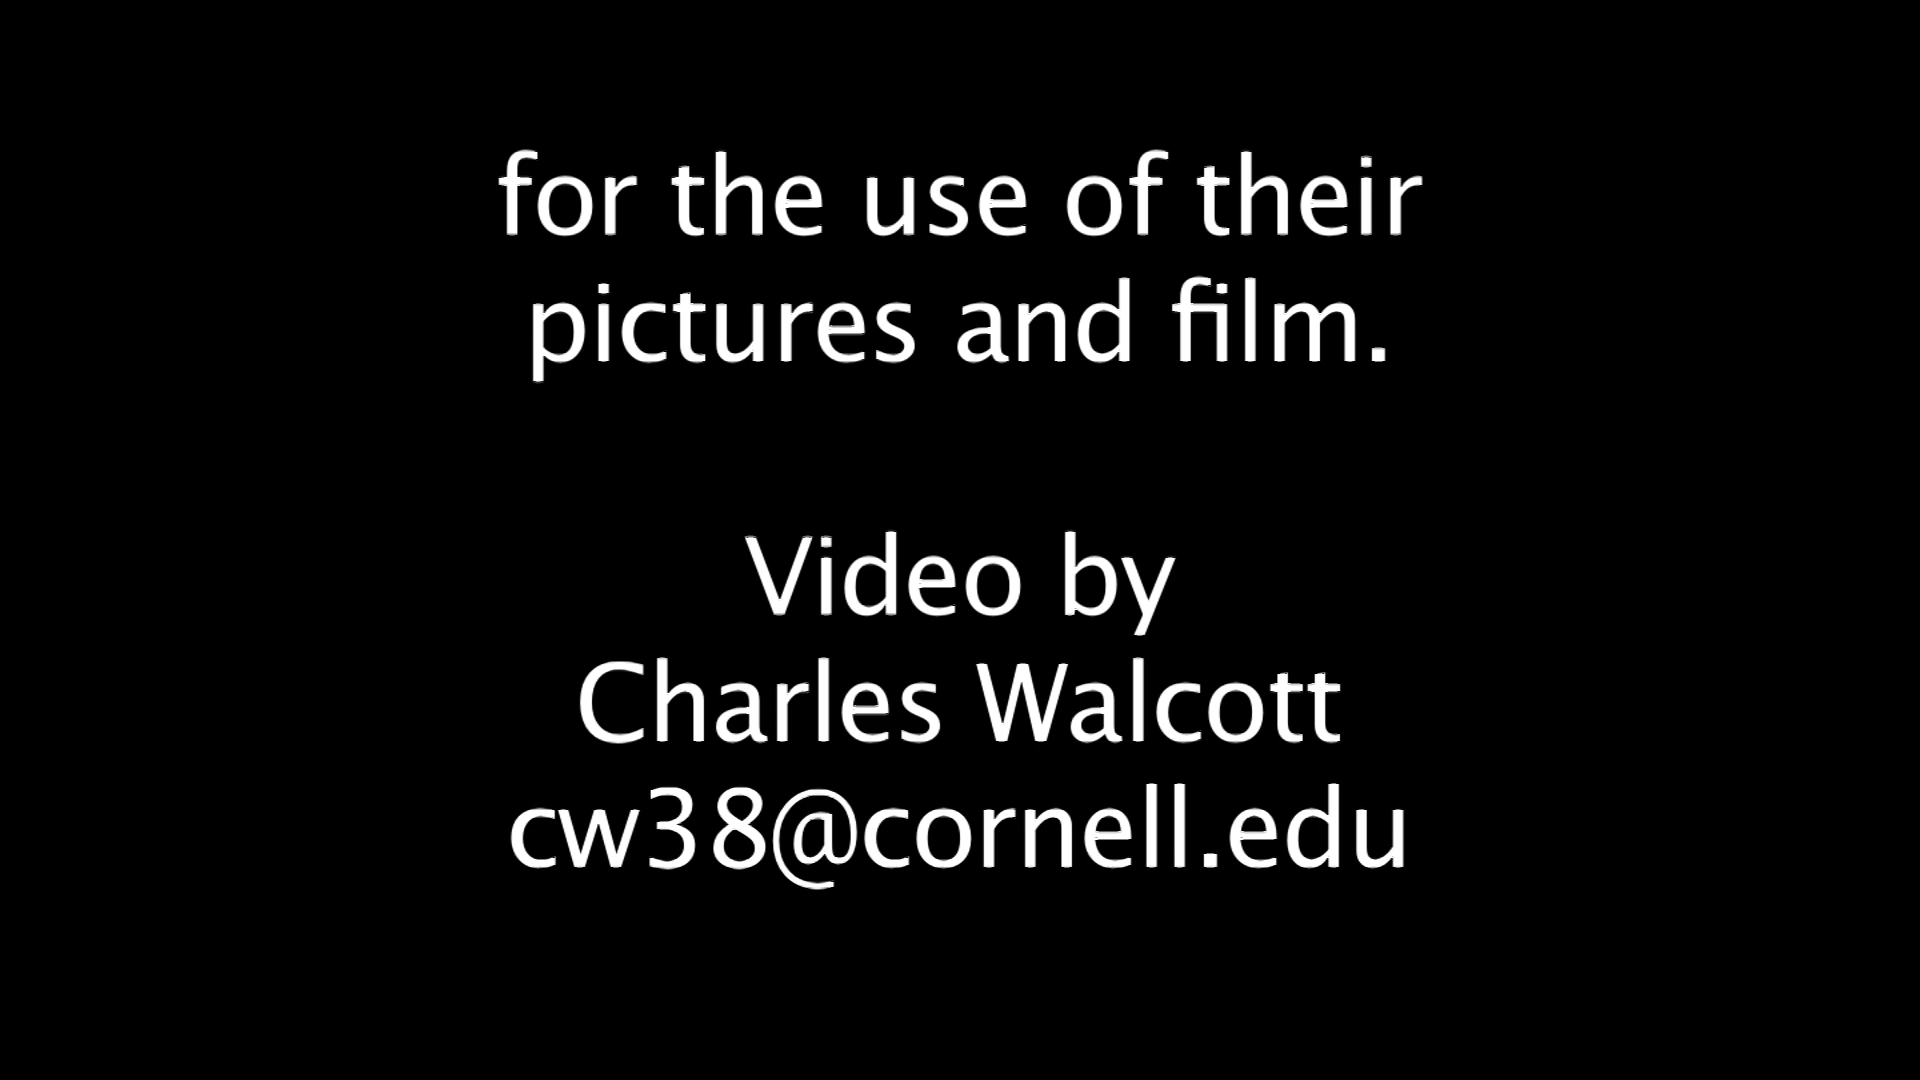 for the use of their
pictures and film.
Video by
Charles Walcott
cw38@cornell.edu